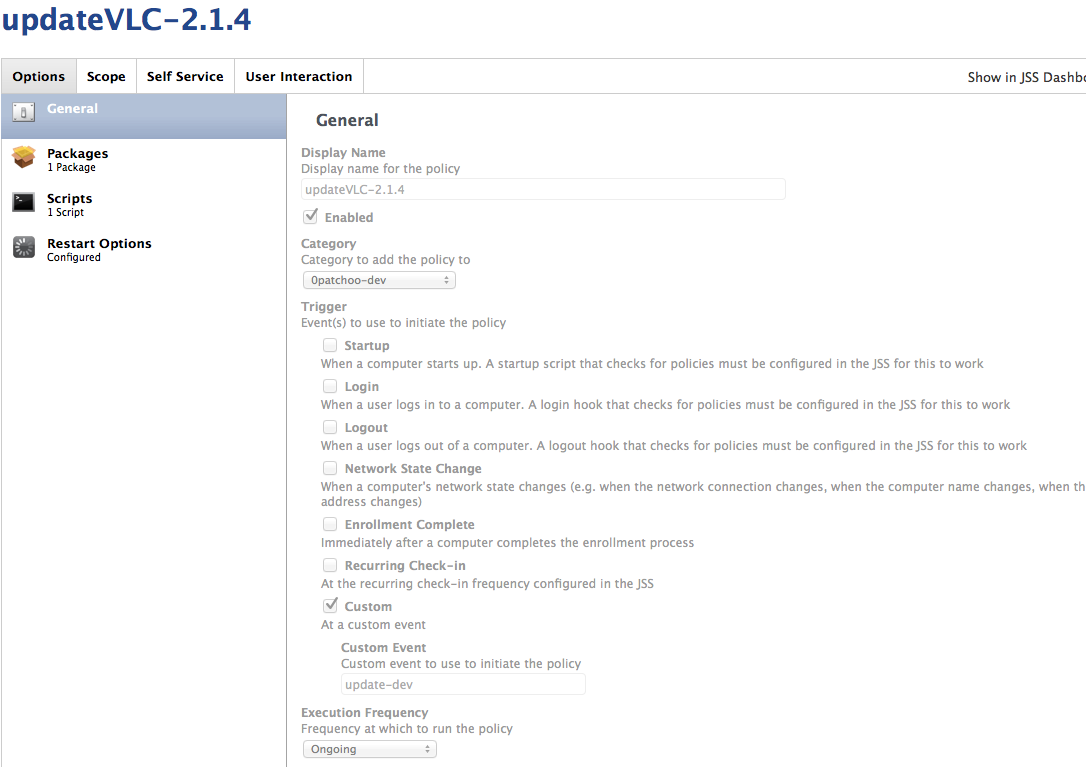 updateVLC-2.1.4
Options Scope Self Service User Interaction Show in JSS Dashbo
General
Packages
1 Package
Scripts
1 Script
Restart Options
Configured
General
Display Name
Display name for the policy
updateVLC-2.1.4
Enabled
Category
Category to add the policy to
0patchoo-dev
Trigger
Event(s) to use to initiate the policy
Startup
When a computer starts up. A startup script that checks for policies must be configured in the JSS for this to work
Login
When a user logs in to a computer. A login hook that checks for policies must be configured in the JSS for this to work
Logout
When a user logs out of a computer. A logout hook that checks for policies must be configured in the JSS for this to work
Network State Change
When a computer's network state changes (e.g. when the network connection changes, when the computer name changes, when th
address changes)
Enrollment Complete
Immediately after a computer completes the enrollment process
Recurring Check-in
At the recurring check-in frequency configured in the JSS
Custom
At a custom event
Custom Event
Custom event to use to initiate the policy
update-dev
Execution Frequency
Frequency at which to run the policy
Ongoing